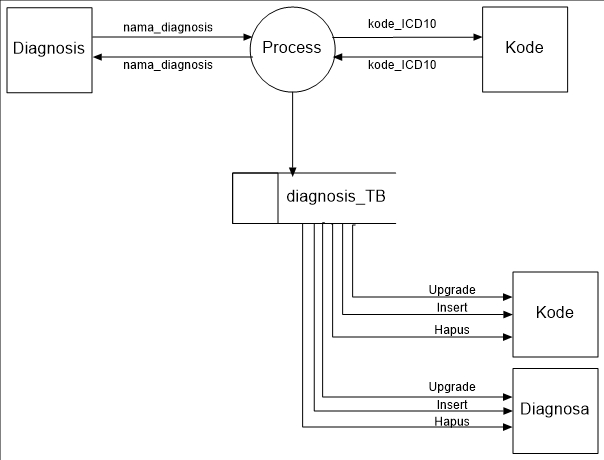 nama_diagnosis
kode_ICD10
Diagnosis
Process
Kode
nama_diagnosis
kode_ICD10
diagnosis_TB
Upgrade
Insert
Kode
Hapus
Upgrade
Insert
Diagnosa
Hapus